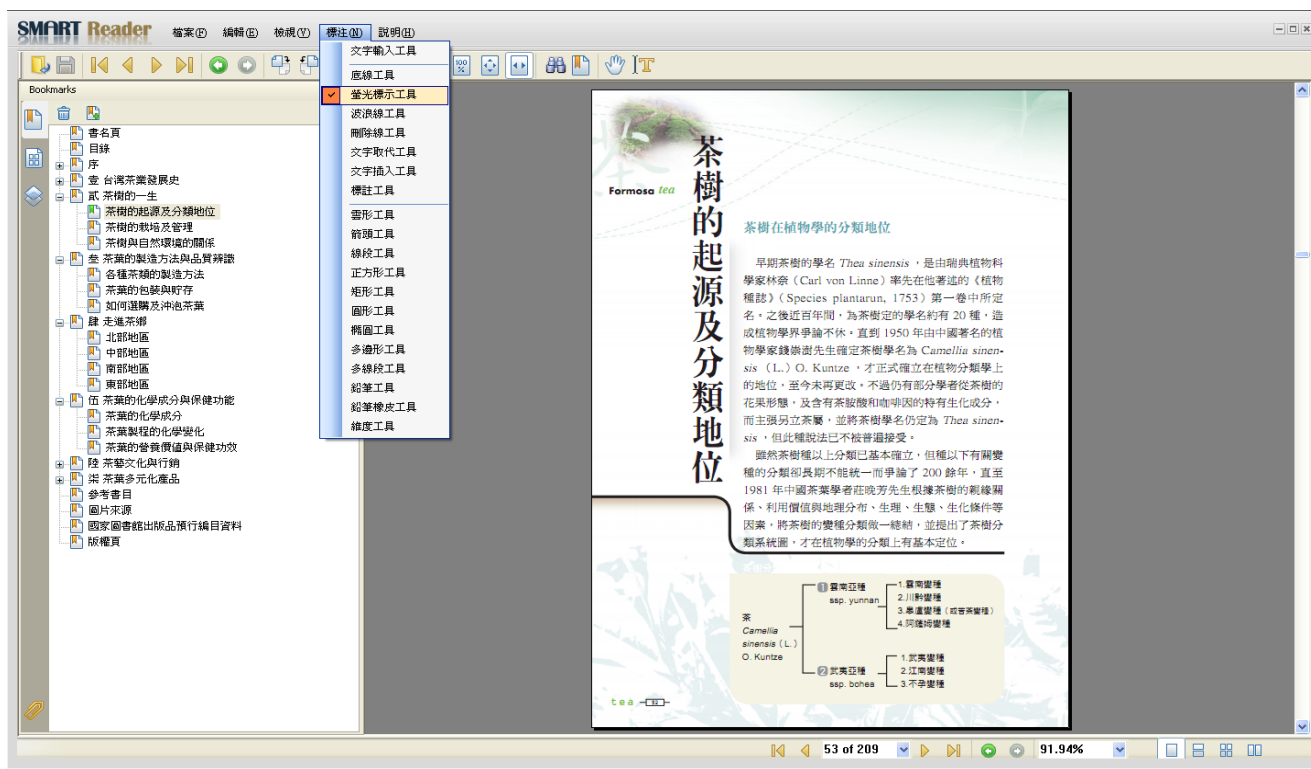 SMART Reader
檔案(F) 編輯(E) 檢視(V) 標注(N) 說明(H)
文字輸入工具
底線工具
螢光標示工具
波浪線工具
刪除線工具
文字取代工具
文字插入工具
標註工具
雲形工具
箭頭工具
線段工具
正方形工具
矩形工具
圓形工具
橢圓工具
多邊形工具
多線段工具
鉛筆工具
鉛筆橡皮工具
維度工具
Bookmarks
書名頁
目錄
序
壹 台灣茶業發展史
貳 茶樹的一生
茶樹的起源及分類地位
茶樹的栽培及管理
茶樹與自然環境的關係
叁 茶葉的製造方法與品質辨識
各種茶類的製造方法
茶葉的包裝與貯存
如何選購及沖泡茶葉
肆 走進茶鄉
北部地區
中部地區
南部地區
東部地區
伍 茶葉的化學成分與保健功能
茶葉的化學成分
茶葉製程的化學變化
茶葉的營養價值與保健功效
陸 茶藝文化與行銷
柒 茶葉多元化產品
參考書目
圖片來源
國家圖書館出版品預行編目資料
版權頁
Formosa tea
茶樹的起源及分類地位
茶樹在植物學的分類地位
早期茶樹的學名 Thea sinensis ,是由瑞典植物科
學家林奈(Carl von Linne)率先在他著述的《植物
種誌》(Species plantarun, 1753)第一卷中所定
名。之後近百年間,為茶樹定的學名約有 20 種,造
成植物學界爭論不休。直到 1950 年由中國著名的植
物學家錢崇澍先生確定茶樹學名為 Camellia sinen-
sis (L.)O. Kuntze ,才正式確立在植物分類學上
的地位,至今未再更改。不過仍有部分學者從茶樹的
花果形態,及含有茶胺酸和咖啡因的特有生化成分,
而主張另立茶屬,並將茶樹學名仍定為 Thea sinen-
sis ,但此種說法已不被普遍接受。
雖然茶樹種以上分類已基本確立,但種以下有關變
種的分類卻長期不能統一而爭論了 200 餘年,直至
1981 年中國茶葉學者莊晚芳先生根據茶樹的親緣關
係、利用價值與地理分布、生理、生態、生化條件等
因素,將茶樹的變種分類做一總結,並提出了茶樹分
類系統圖,才在植物學的分類上有基本定位。
茶
Camellia
sinensis(L.)
O. Kuntze
1 雲南亞種
ssp. yunnan
1.雲南變種
2.川黔變種
3.皋盧變種(或苦茶變種)
4.阿薩姆變種
2 武夷亞種
ssp. bohea
1.武夷變種
2.江南變種
3.不孕變種
tea 52
53 of 209
91.94%